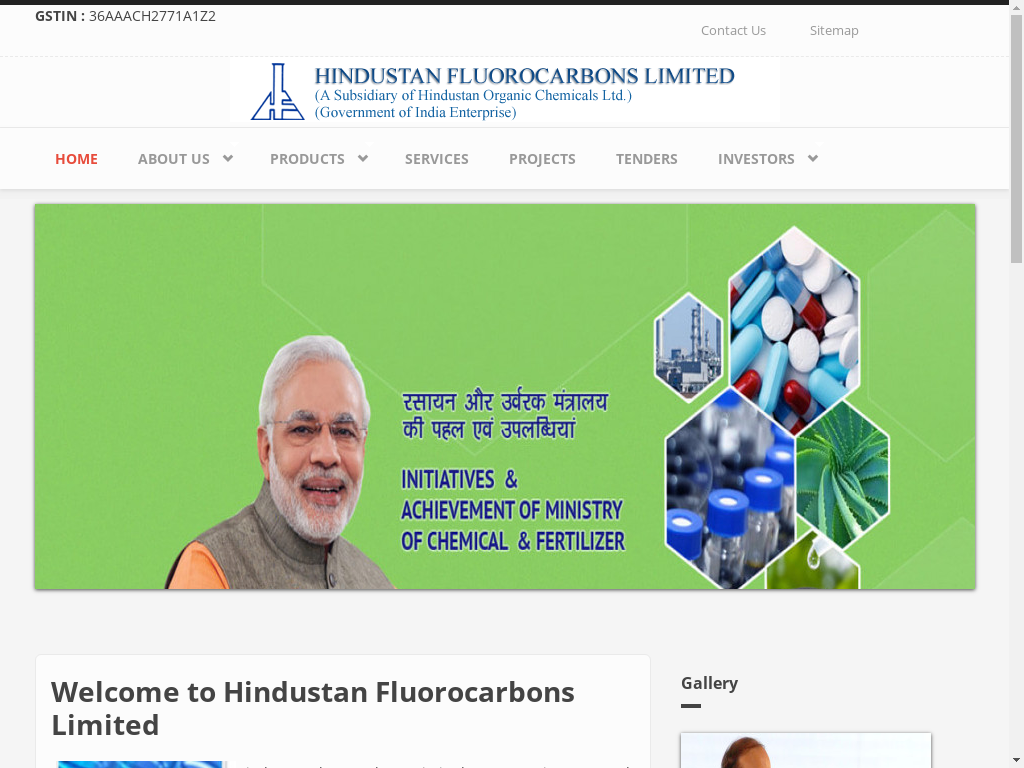 GSTIN : 36AAACH2771A1Z2
Contact Us
Sitemap
HINDUSTAN FLUOROCARBONS LIMITED
(A Subsidiary of Hindustan Organic Chemicals Ltd.)
(Government of India Enterprise)
HOME
ABOUT US
PRODUCTS
SERVICES
PROJECTS
TENDERS
INVESTORS
रसायन और उर्वरक मंत्रालय
की पहल एवं उपलब्धियां
INITIATIVES &
ACHIEVEMENT OF MINISTRY
OF CHEMICAL & FERTILIZER
Welcome to Hindustan Fluorocarbons
Limited
Gallery